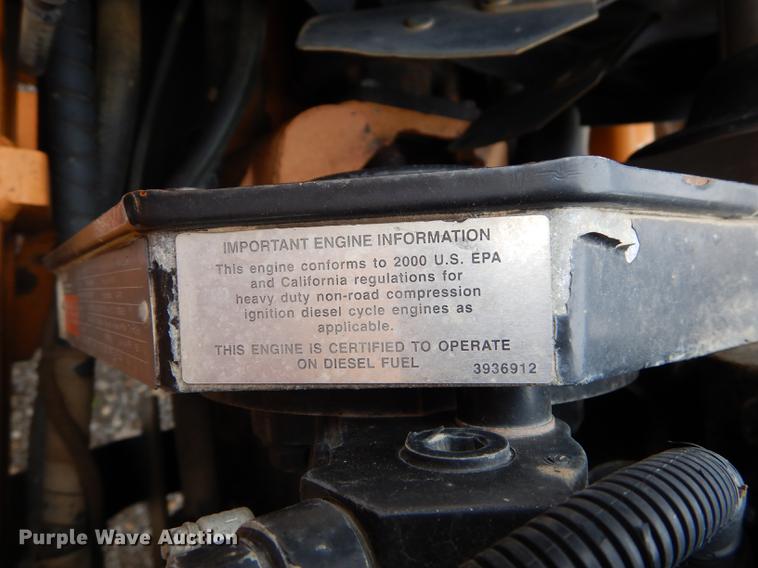 IMPORTANT ENGINE INFORMATION
This engine conforms to 2000 U.S. EPA
and California regulations for
heavy duty non-road compression
ignition diesel cycle engines as
applicable.
THIS ENGINE IS CERTIFIED TO OPERATE
ON DIESEL FUEL 3936912
Purple Wave Auction